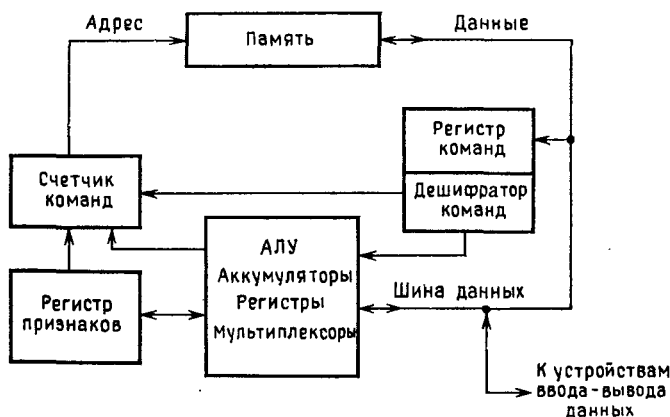 Адрес
Память
Данные
Регистр
команд
Дешифратор
команд
Счетчик
команд
АЛУ
Аккумуляторы
Регистры
Мультиплексоры
Регистр
признаков
Шина данных
К устройствам
ввода-вывода
данных